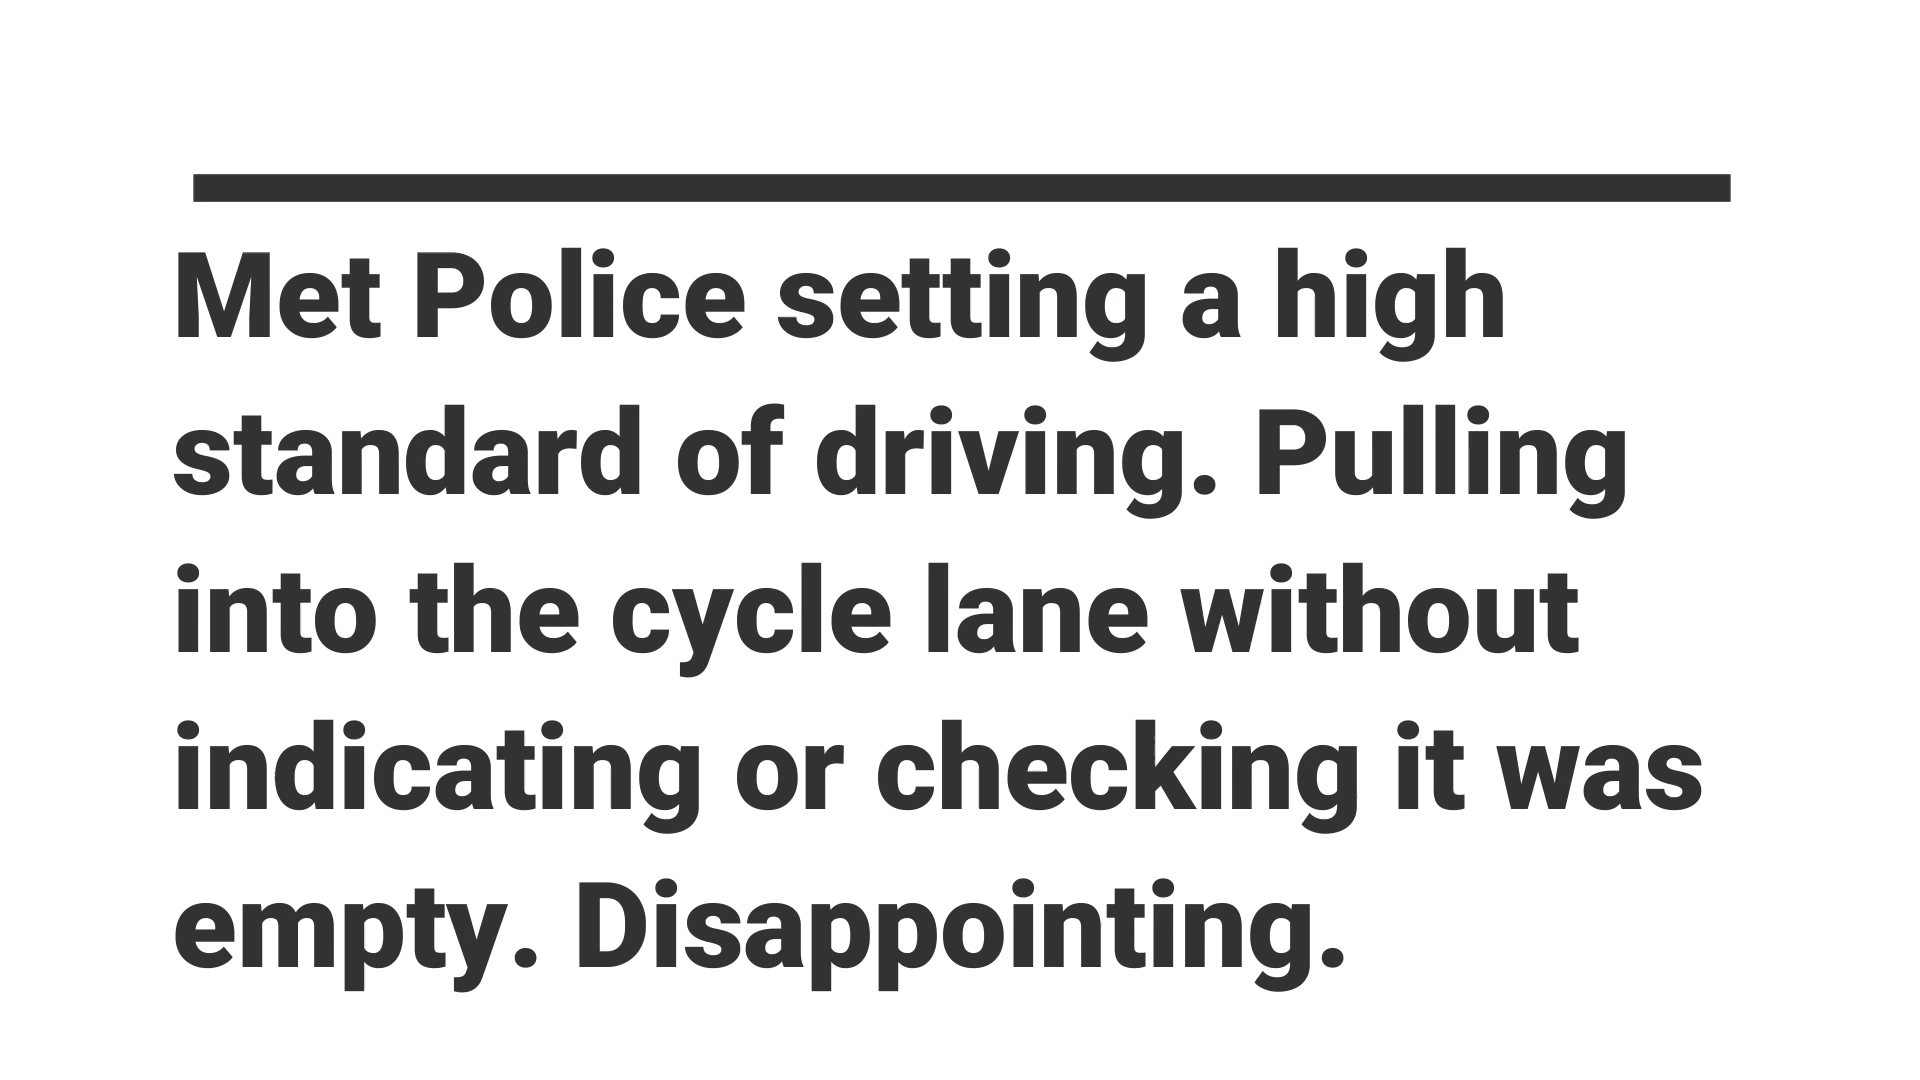 Met Police setting a high
standard of driving. Pulling
into the cycle lane without
indicating or checking it was
empty. Disappointing.